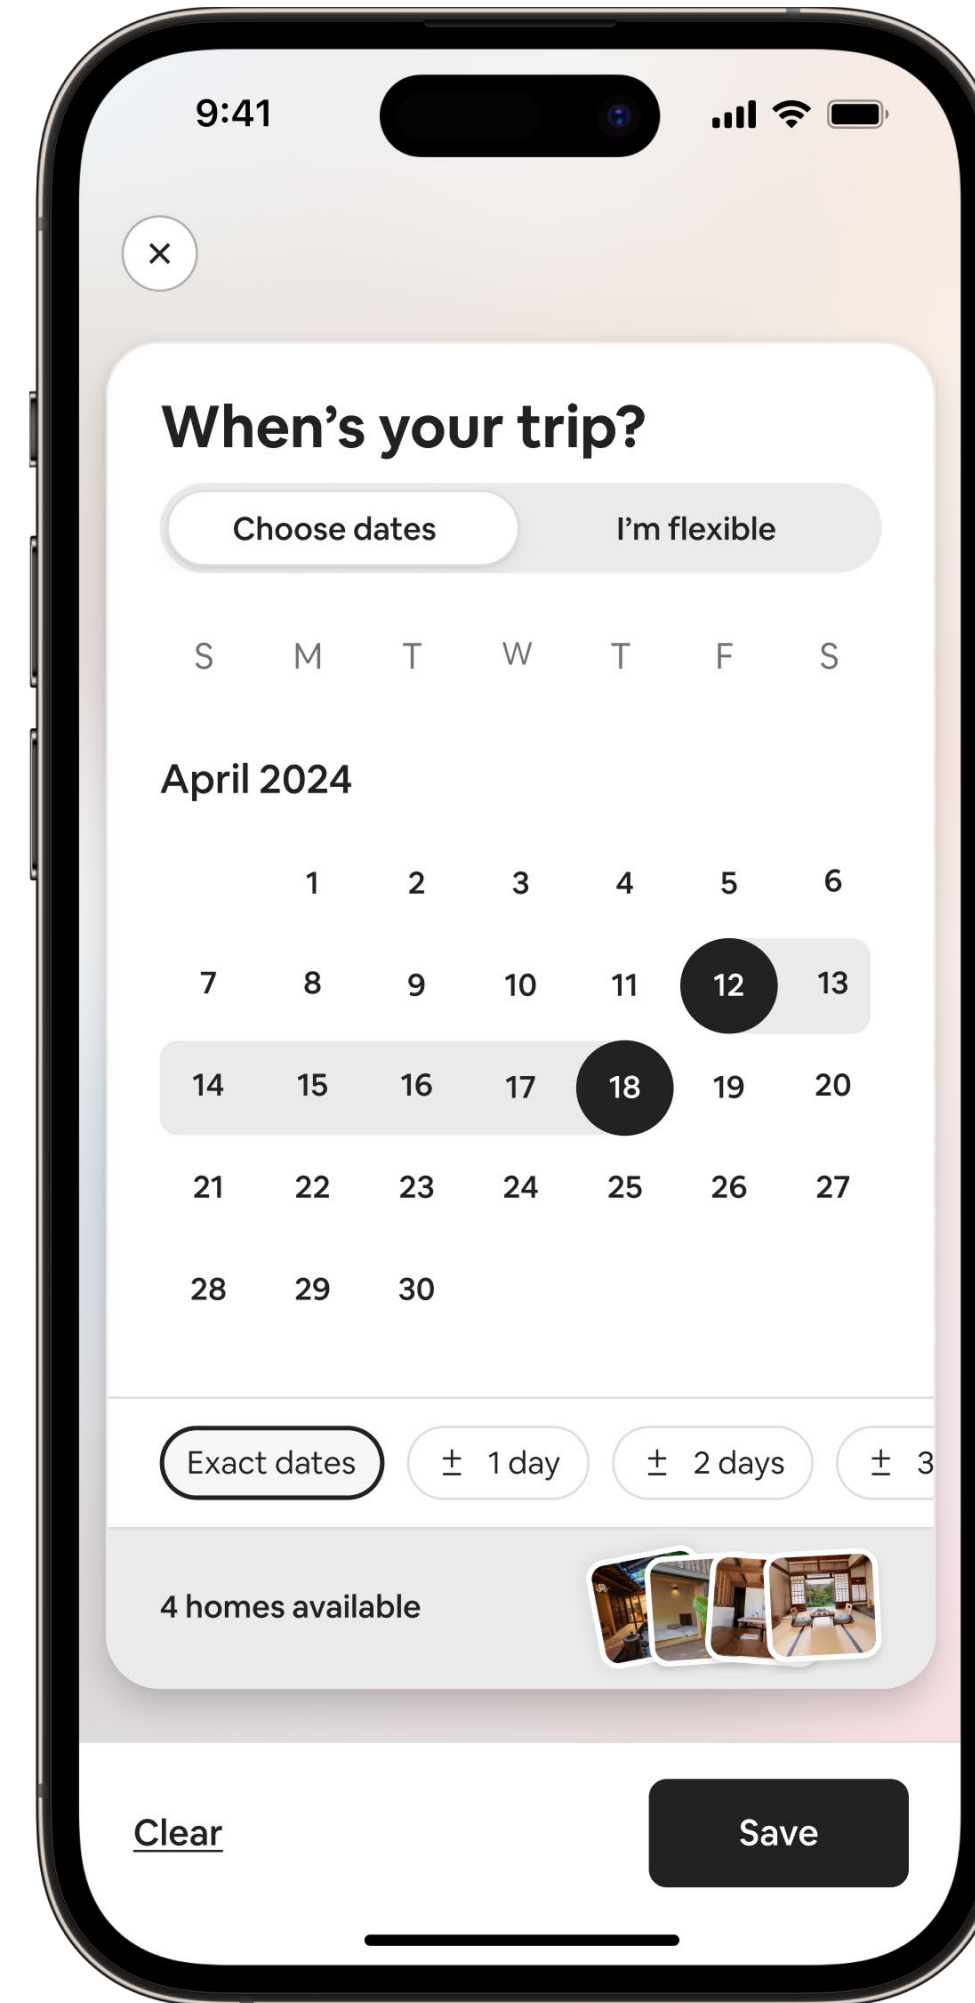 9:41
When’s your trip?
Choose dates I’m flexible
S M T W T F S
April 2024
1 2 3 4 5 6
7 8 9 10 11 12 13
14 15 16 17 18 19 20
21 22 23 24 25 26 27
28 29 30
Exact dates ± 1 day ± 2 days ± 3
4 homes available
Clear Save